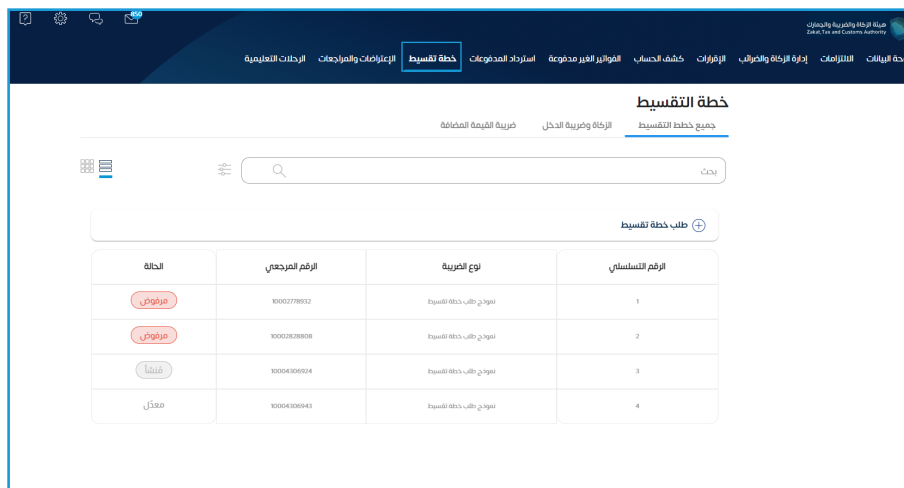 850
هيئة الزكاة والضريبة والجمارك
Zakat, Tax and Customs Authority
حة البيانات الالتزامات إدارة الزكاة والضرائب الإقرارات كشف الحساب الفواتير الغير مدفوعة استرداد المدفوعات خطة تقسيط الإعتراضات والمراجعات الرحلات التعليمية
خطة التقسيط
جميع خطط التقسيط الزكاة وضريبة الدخل ضريبة القيمة المضافة
بحث
طلب خطة تقسيط
الرقم التسلسلي نوع الضريبة الرقم المرجعي الحالة
1 نموذج طلب خطة تقسيط 10002778932 مرفوض
2 نموذج طلب خطة تقسيط 10002828808 مرفوض
3 نموذج طلب خطة تقسيط 10004306924 مُنشأ
4 نموذج طلب خطة تقسيط 10004306943 معدّل